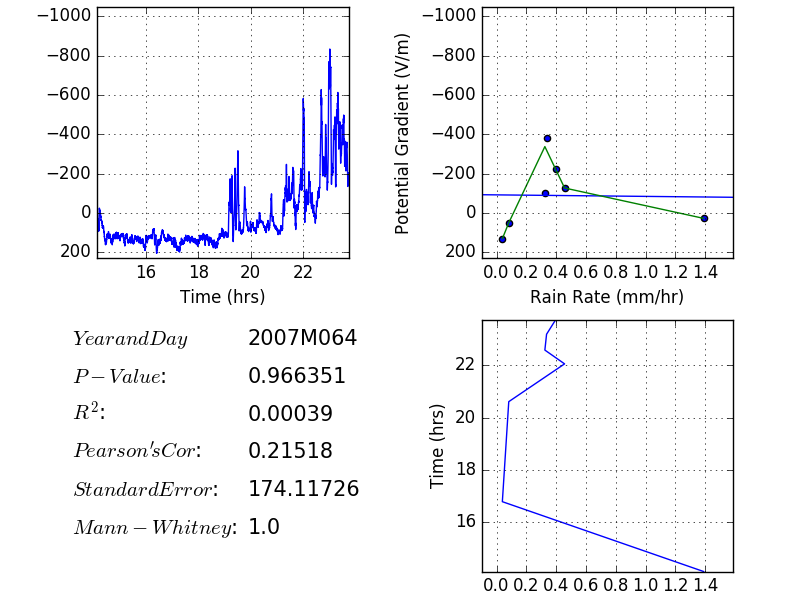 −1000
−800
−600
−400
−200
0
200
16 18 20 22
Time (hrs)
Potential Gradient (V/m)
−1000
−800
−600
−400
−200
0
200
0.0 0.2 0.4 0.6 0.8 1.0 1.2 1.4
Rain Rate (mm/hr)
YearandDay 2007M064
P−Value: 0.966351
R²: 0.00039
Pearson'sCor: 0.21518
StandardError: 174.11726
Mann−Whitney: 1.0
Time (hrs)
22
20
18
16
0.0 0.2 0.4 0.6 0.8 1.0 1.2 1.4